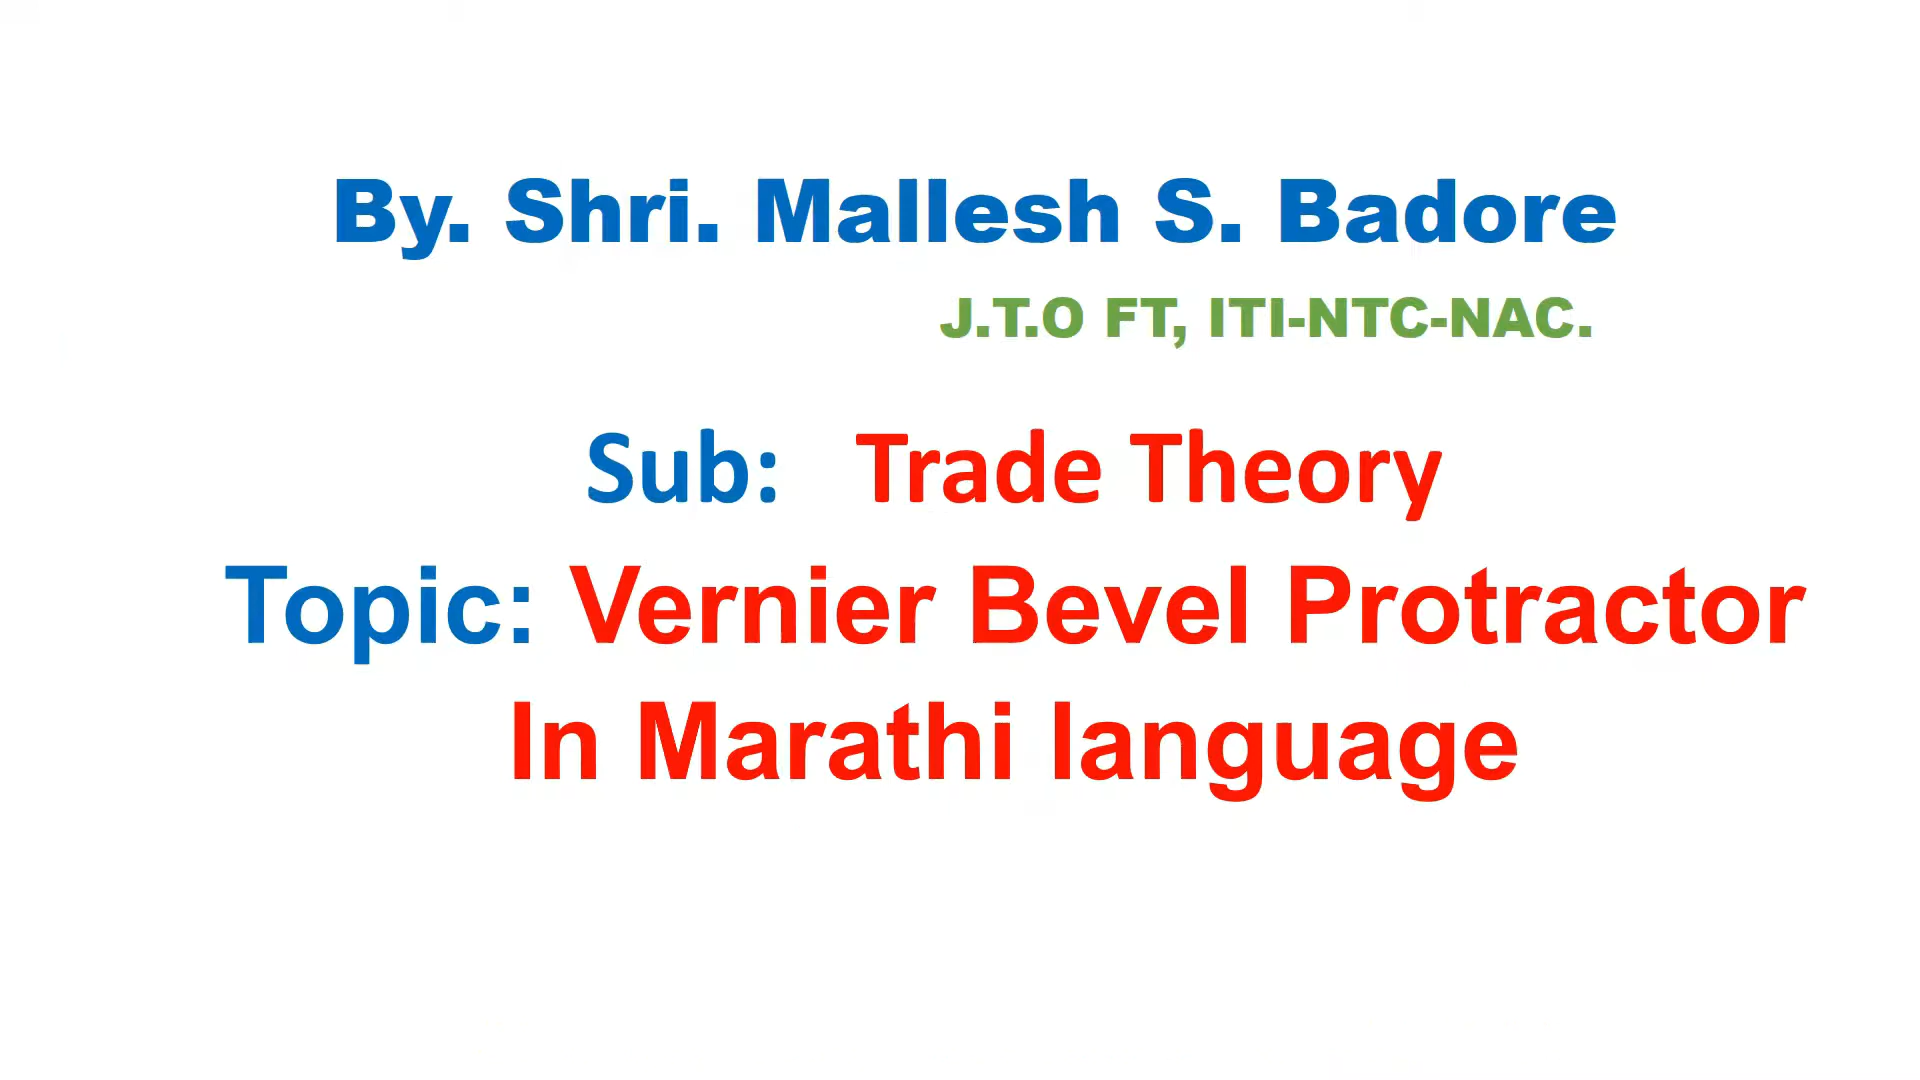 By. Shri. Mallesh S. Badore
J.T.O FT, ITI-NTC-NAC.
Sub: Trade Theory
Topic: Vernier Bevel Protractor
In Marathi language